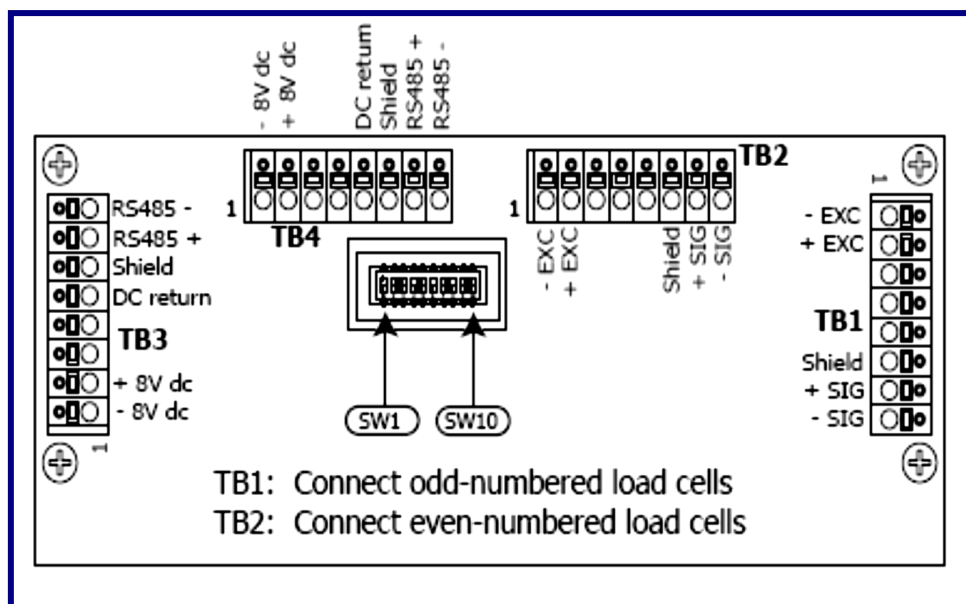 - 8V dc
+ 8V dc
DC return
Shield
RS485 +
RS485 -
TB2
1
1
TB4
1
- EXC
+ EXC
Shield
+ SIG
- SIG
RS485 -
RS485 +
Shield
DC return
TB3
+ 8V dc
- 8V dc
1
- EXC
+ EXC
TB1
Shield
+ SIG
- SIG
SW1
SW10
TB1: Connect odd-numbered load cells
TB2: Connect even-numbered load cells